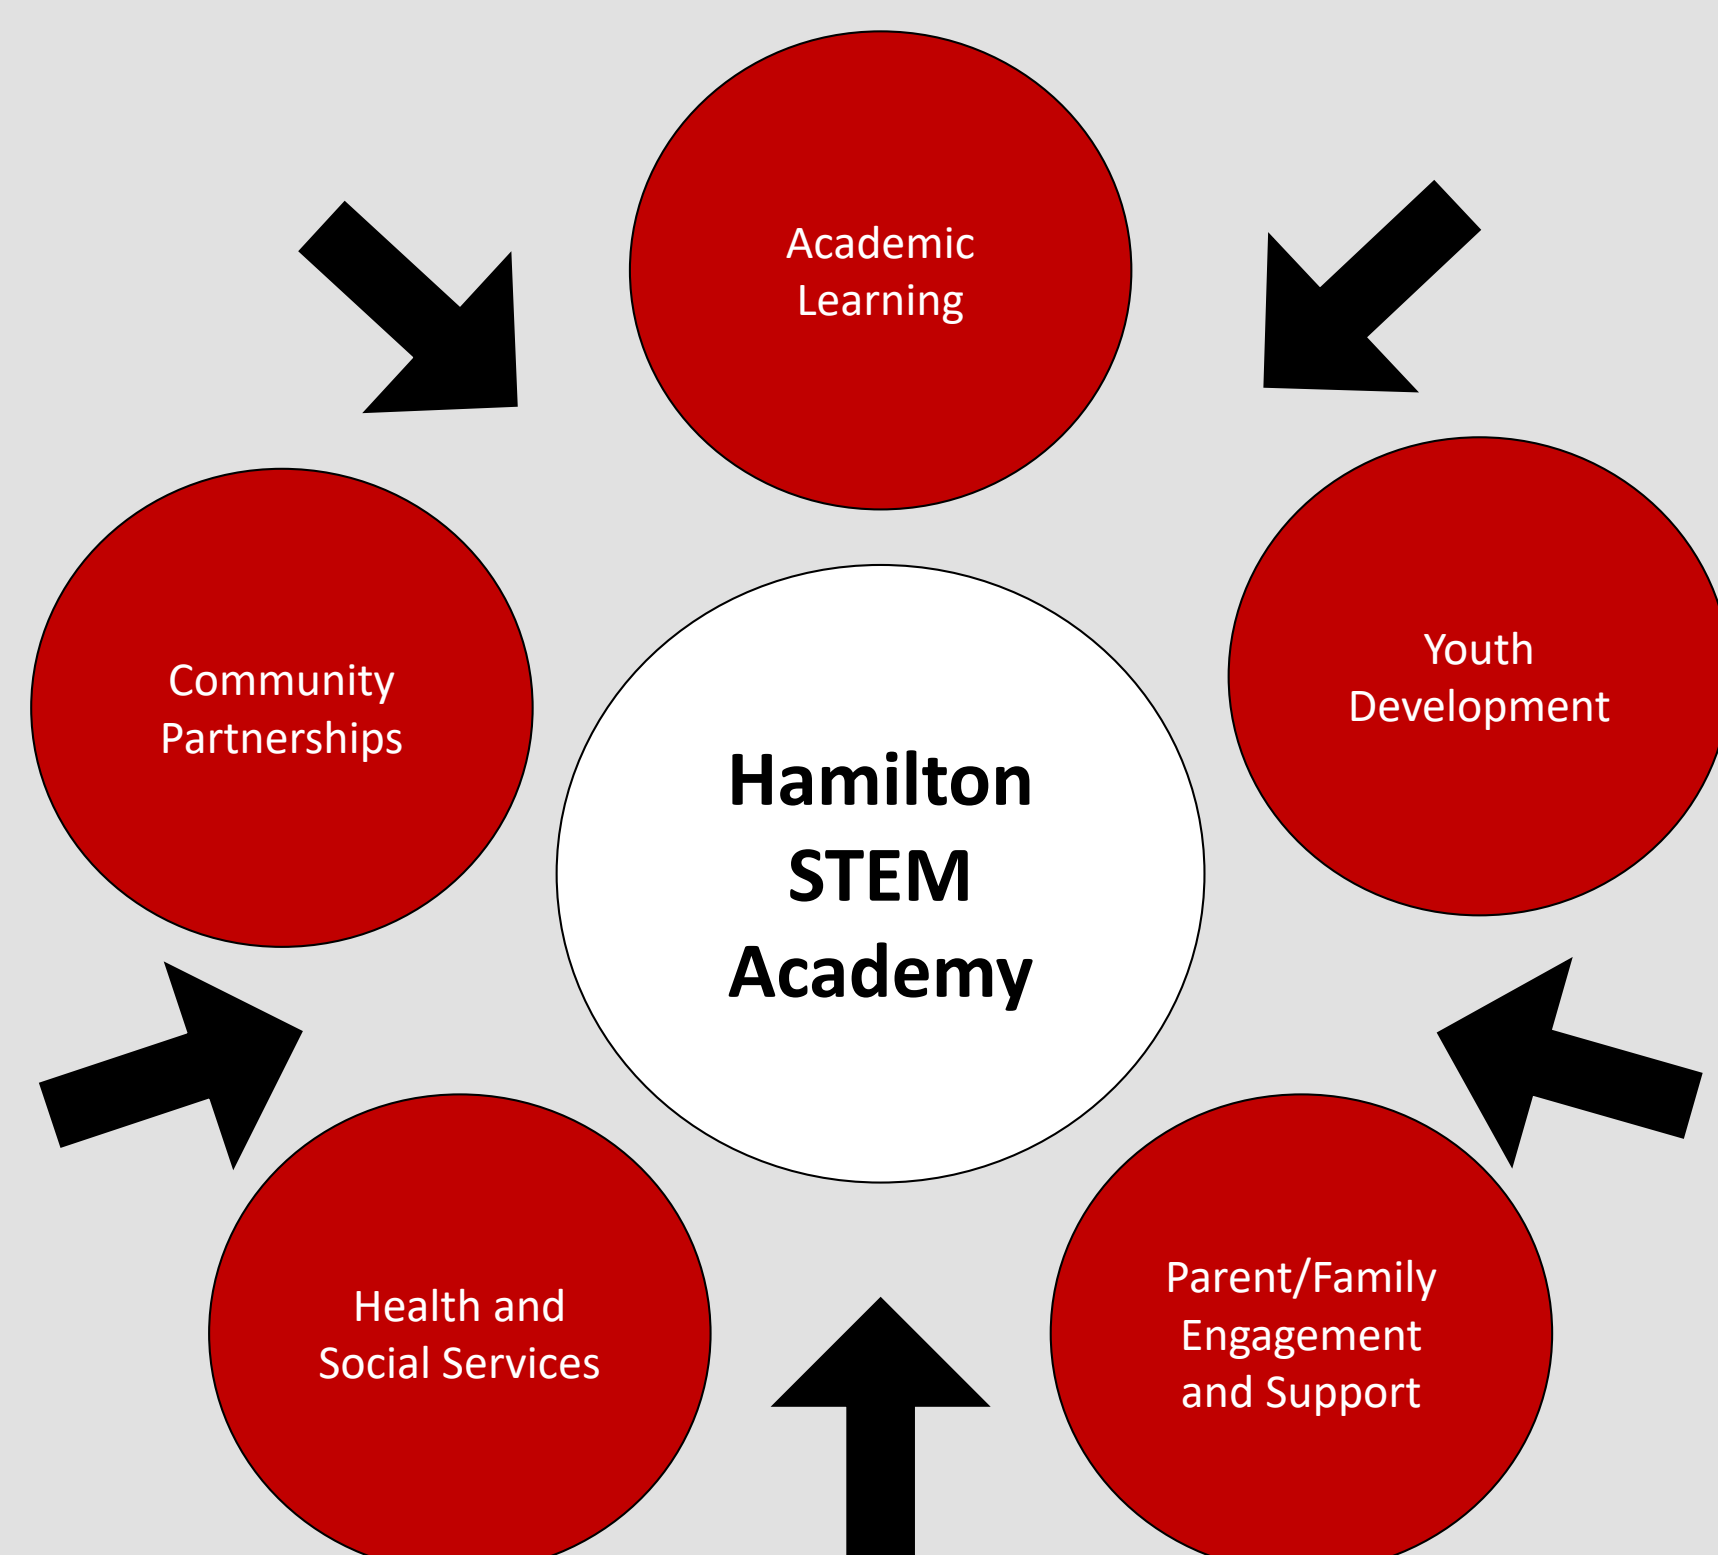 Academic
Learning
Community
Partnerships
Youth
Development
Hamilton
STEM
Academy
Health and
Social Services
Parent/Family
Engagement
and Support